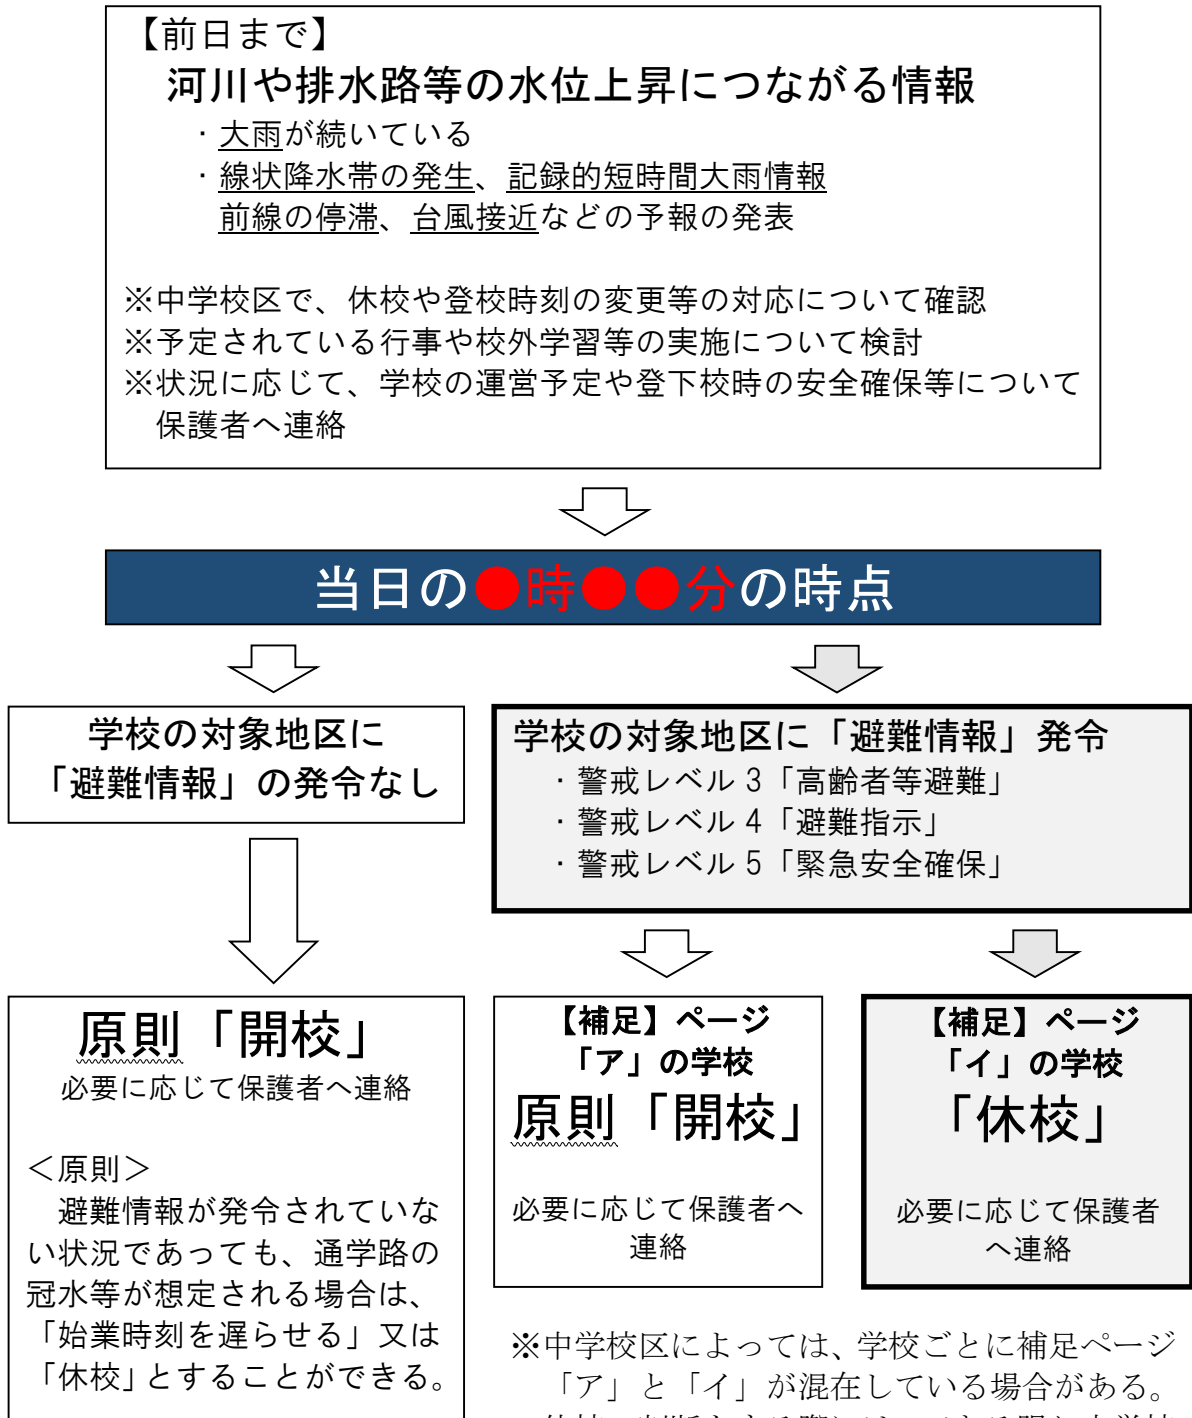 【前日まで】
河川や排水路等の水位上昇につながる情報
・大雨が続いている
・線状降水帯の発生、記録的短時間大雨情報
前線の停滞、台風接近などの予報の発表
※中学校区で、休校や登校時刻の変更等の対応について確認
※予定されている行事や校外学習等の実施について検討
※状況に応じて、学校の運営予定や登下校時の安全確保等について
保護者へ連絡
当日の●時●●分の時点
学校の対象地区に
「避難情報」の発令なし
学校の対象地区に「避難情報」発令
・警戒レベル3「高齢者等避難」
・警戒レベル4「避難指示」
・警戒レベル5「緊急安全確保」
原則「開校」
必要に応じて保護者へ連絡
＜原則＞
避難情報が発令されていな
い状況であっても、通学路の
冠水等が想定される場合は、
「始業時刻を遅らせる」又は
「休校」とすることができる。
【補足】ページ
「ア」の学校
原則「開校」
必要に応じて保護者へ
連絡
【補足】ページ
「イ」の学校
「休校」
必要に応じて保護者
へ連絡
※中学校区によっては、学校ごとに補足ページ
「ア」と「イ」が混在している場合がある。